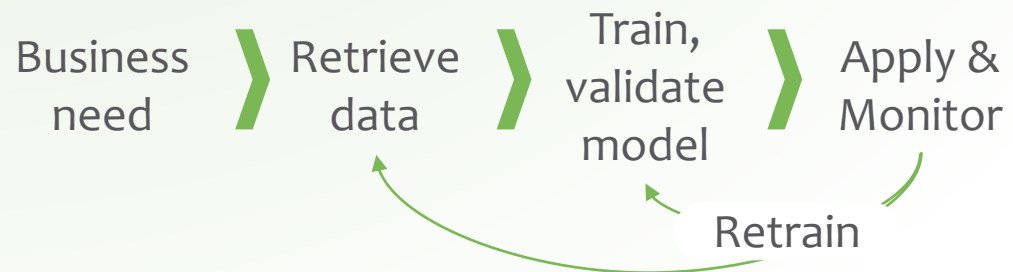 Business
need
Retrieve
data
Train,
validate
model
Apply &
Monitor
Retrain